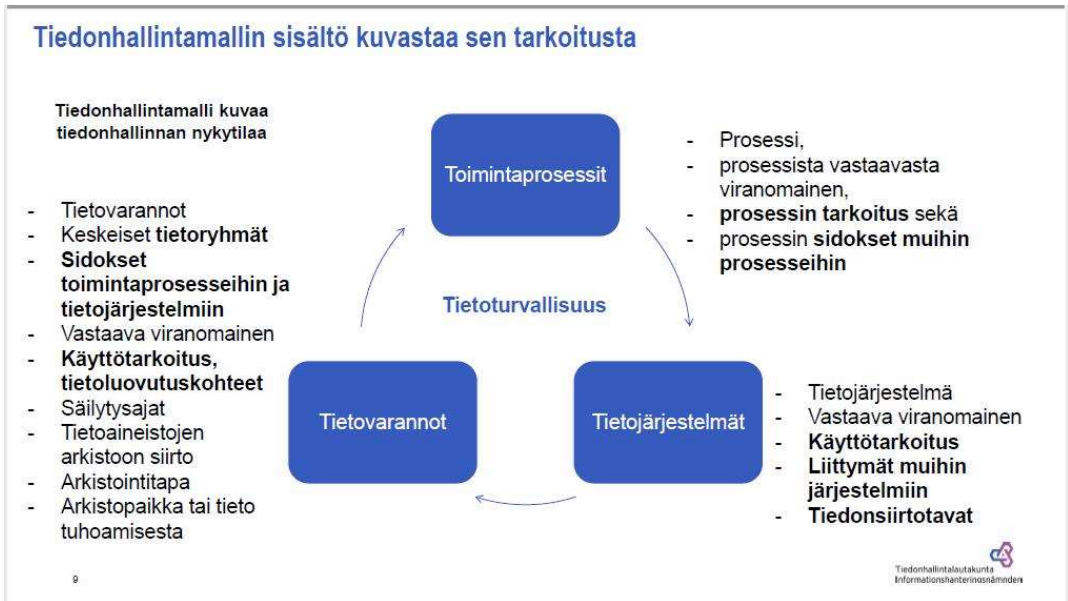 Tiedonhallintamallin sisältö kuvastaa sen tarkoitusta
Tiedonhallintamalli kuvaa
tiedonhallinnan nykytilaa
- Tietovarannot
- Keskeiset tietoryhmät
- Sidokset
toimintaprosesseihin ja
tietojärjestelmiin
- Vastaava viranomainen
- Käyttötarkoitus,
tietoluovutuskohteet
- Säilytysajat
- Tietoaineistojen
arkistoon siirto
- Arkistointitapa
- Arkistopaikka tai tieto
tuhoamisesta
Toimintaprosessit
Tietoturvallisuus
Tietovarannot
Tietojärjestelmät
- Prosessi,
- prosessista vastaavasta
viranomainen,
- prosessin tarkoitus sekä
- prosessin sidokset muihin
prosesseihin
- Tietojärjestelmä
- Vastaava viranomainen
- Käyttötarkoitus
- Liittymät muihin
järjestelmiin
- Tiedonsiirtotavat
9
Tiedonhallintalautakunta
Informationshanteringsnämnden